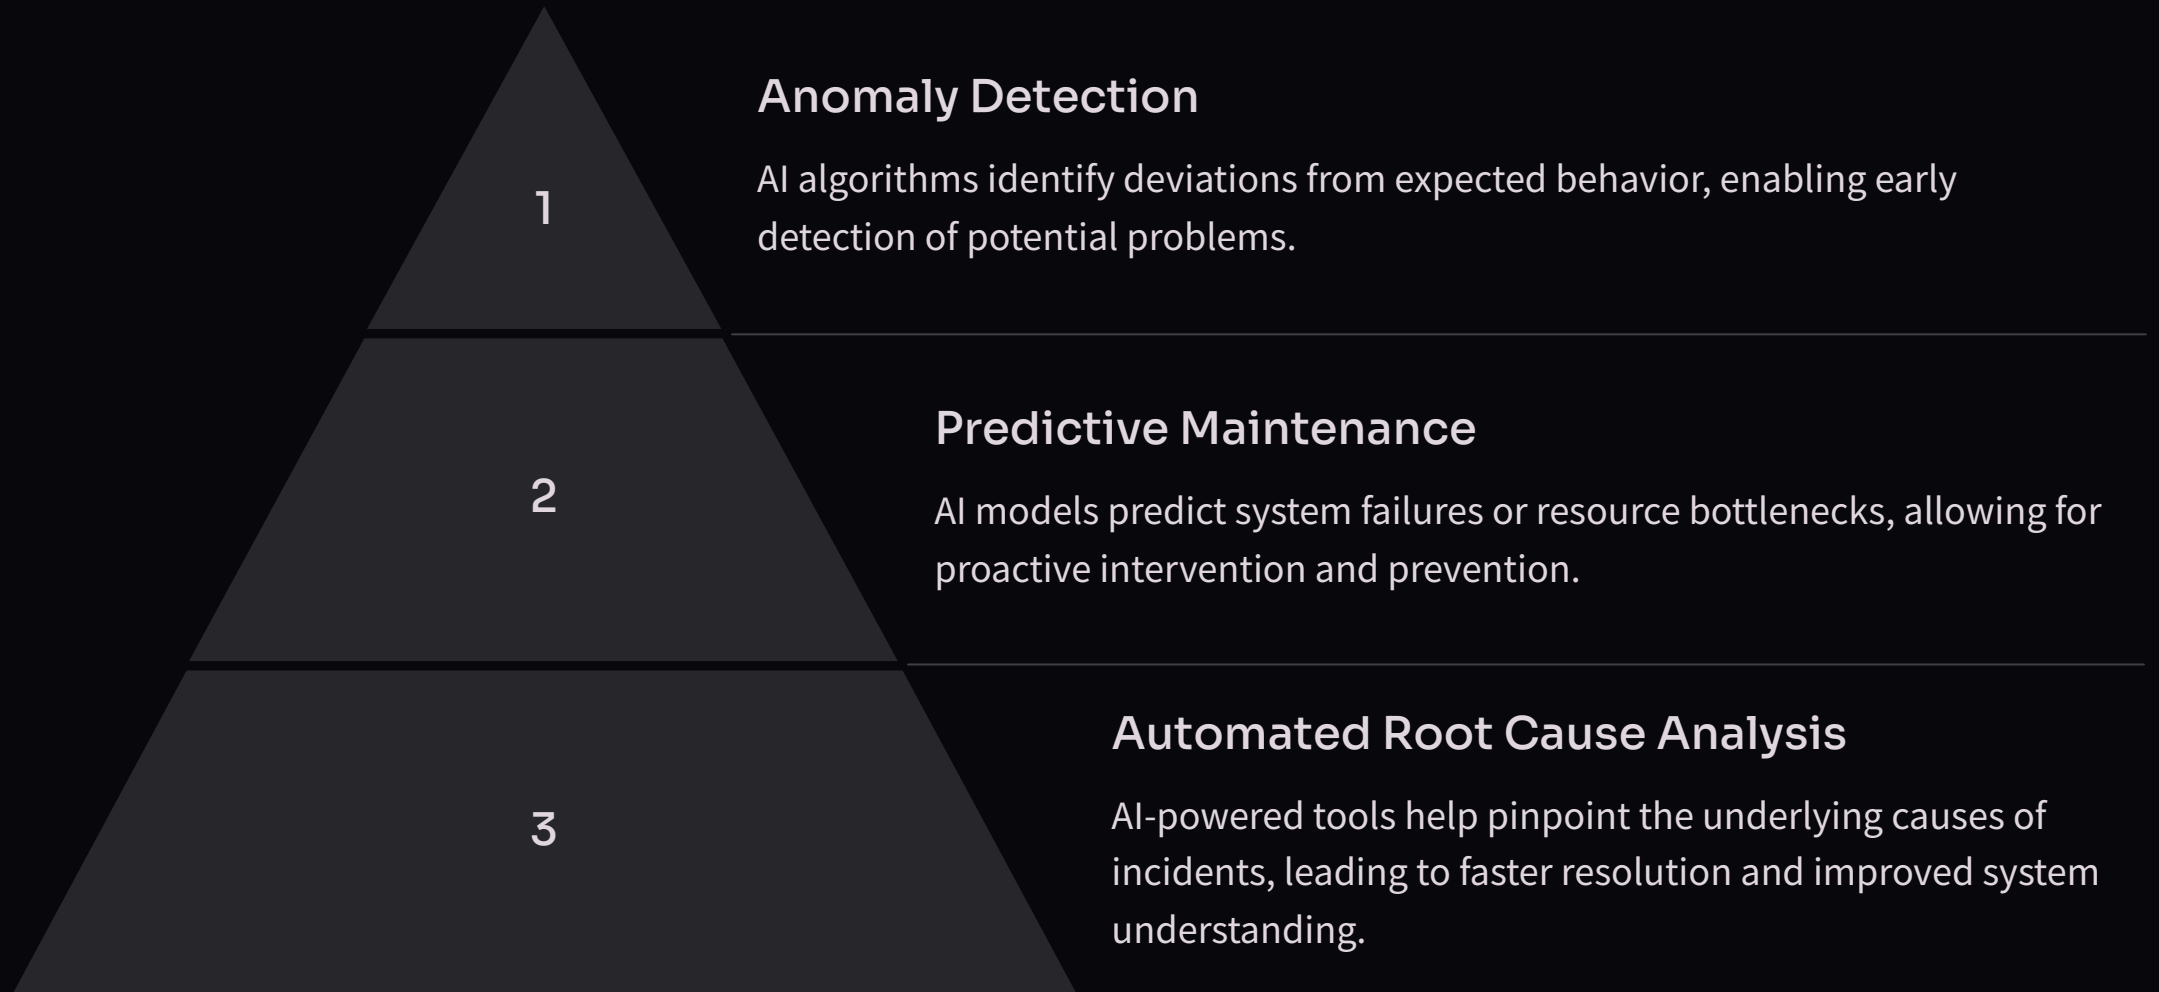 Anomaly Detection
1
AI algorithms identify deviations from expected behavior, enabling early
detection of potential problems.
Predictive Maintenance
2
AI models predict system failures or resource bottlenecks, allowing for
proactive intervention and prevention.
Automated Root Cause Analysis
3
AI-powered tools help pinpoint the underlying causes of
incidents, leading to faster resolution and improved system
understanding.